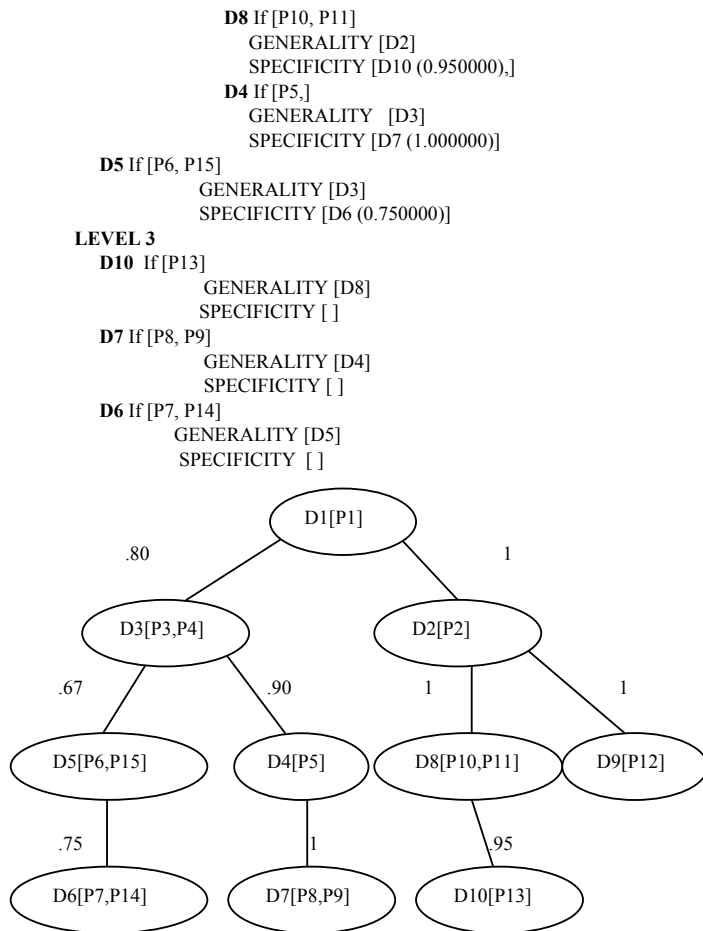 D8 If [P10, P11]
GENERALITY [D2]
SPECIFICITY [D10 (0.950000),]
D4 If [P5,]
GENERALITY [D3]
SPECIFICITY [D7 (1.000000)]
D5 If [P6, P15]
GENERALITY [D3]
SPECIFICITY [D6 (0.750000)]
LEVEL 3
D10 If [P13]
GENERALITY [D8]
SPECIFICITY [ ]
D7 If [P8, P9]
GENERALITY [D4]
SPECIFICITY [ ]
D6 If [P7, P14]
GENERALITY [D5]
SPECIFICITY [ ]
D1[P1]
.80 1
D3[P3,P4] D2[P2]
.67 .90 1 1
D5[P6,P15] D4[P5] D8[P10,P11] D9[P12]
.75 1 .95
D6[P7,P14] D7[P8,P9] D10[P13]